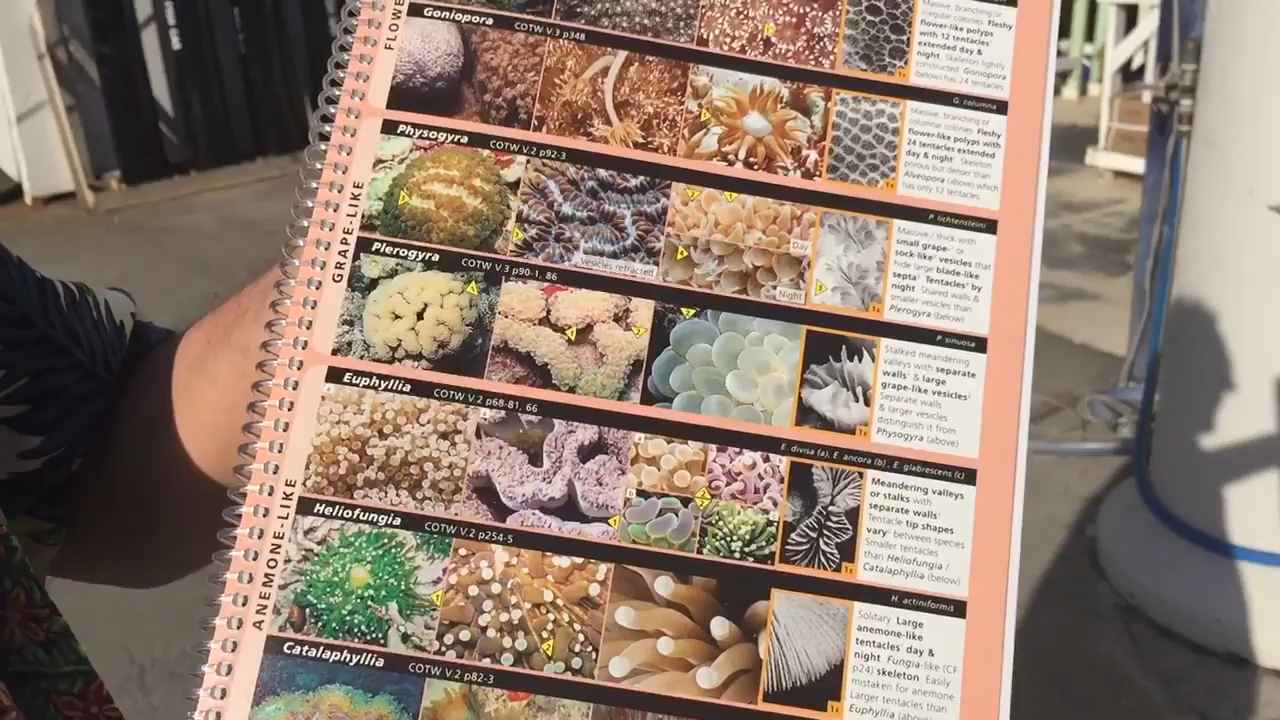 Massive, branching or
irregular colonies. Fleshy
flower-like polyps
with 12 tentacles
extended day &
night. Skeleton lightly
constructed. Goniopora
(below) has 24 tentacles
Goniopora COTW V.3 p348
G. columna
Massive, branching or
columnar colonies. Fleshy
flower-like polyps with
24 tentacles extended
day & night. Skeleton
porous but denser than
Alveopora (above) which
has only 12 tentacles.
GRAPE-LIKE
Physogyra COTW V.2 p92-3
P. lichtensteini
Vesicles retracted
Day
Night
Massive / thick with
small grape- or
sock-like vesicles that
hide large blade-like
septa. Tentacles by
night. Shared walls &
smaller vesicles than
Plerogyra (below)
Plerogyra COTW V.3 p90-1, 86
P. sinuosa
Stalked meandering
valleys with separate
walls & large
grape-like vesicles
Separate walls
& larger vesicles
distinguish it from
Physogyra (above)
ANEMONE-LIKE
Euphyllia COTW V.2 p68-81, 66
E. divisa (a), E. ancora (b), E. glabrescens (c)
Meandering valleys
or stalks with
separate walls
Tentacle tip shapes
vary between species
Smaller tentacles
than Heliofungia /
Catalaphyllia (below)
Heliofungia COTW V.2 p254-5
H. actiniformis
Solitary Large
anemone-like
tentacles day &
night Fungia-like (CF
p24) skeleton Easily
mistaken for anemone
Larger tentacles than
Euphyllia (above)
Catalaphyllia COTW V.2 p82-3